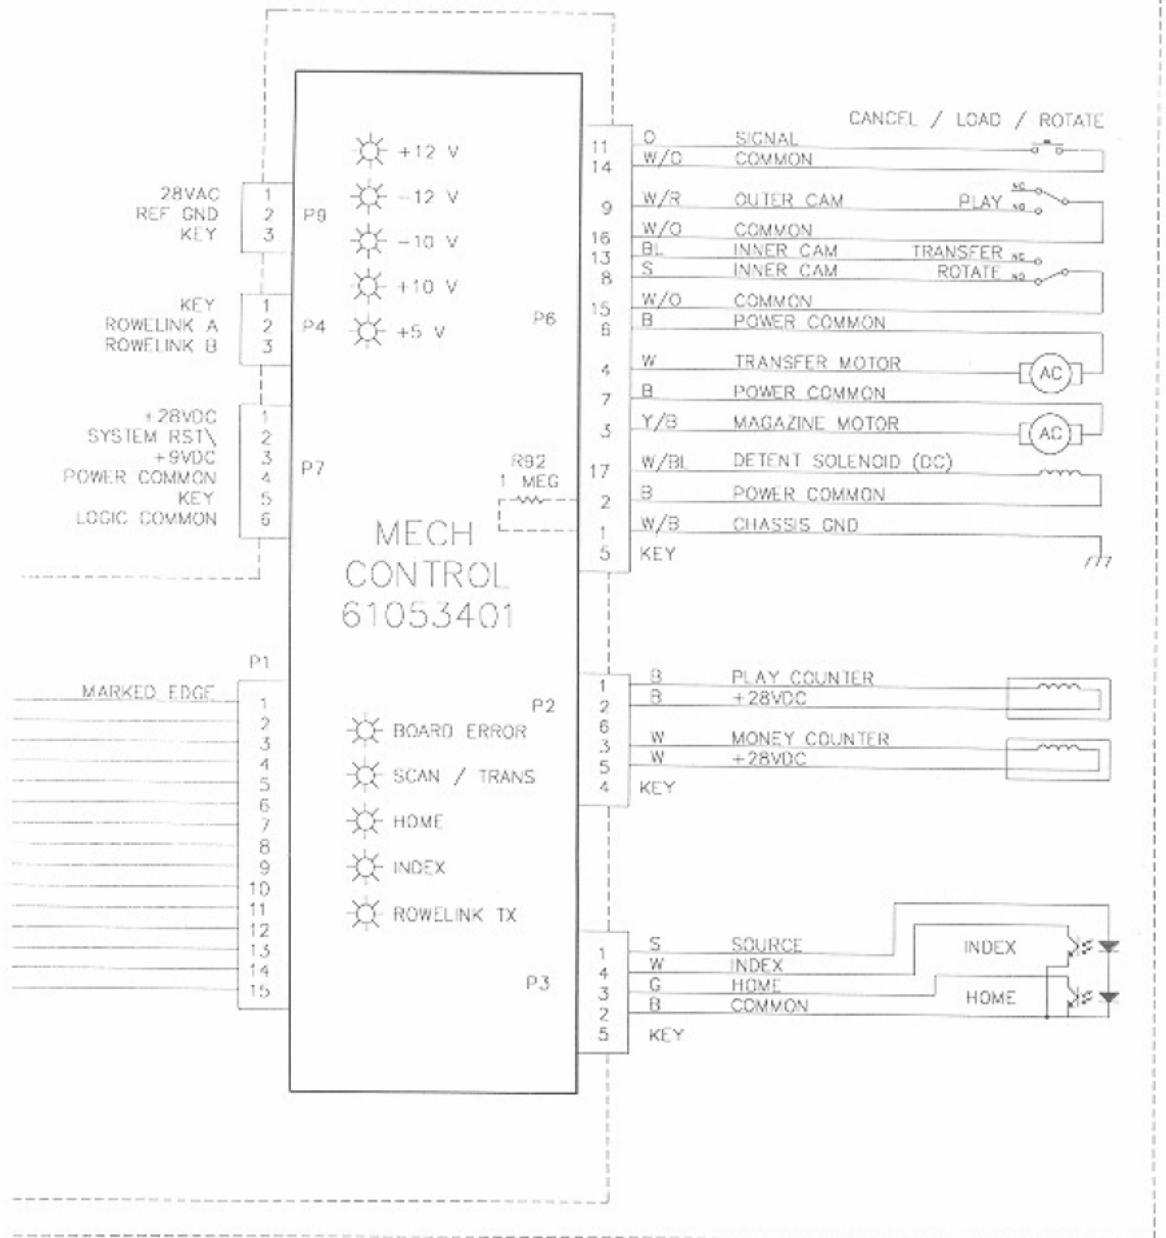 CANCEL / LOAD / ROTATE
+12 V
-12 V
-10 V
+10 V
+5 V
28VAC 1
REF GND 2
KEY 3
P9
KEY 1
ROWELINK A 2
ROWELINK B 3
P4
+28VDC 1
SYSTEM RST\ 2
+9VDC 3
POWER COMMON 4
KEY 5
LOGIC COMMON 6
P7
R92
1 MEG
MECH
CONTROL
61053401
P6
11 O SIGNAL
14 W/O COMMON
9 W/R OUTER CAM PLAY
NC
NO
16 W/O COMMON
13 BL INNER CAM TRANSFER NC
8 S INNER CAM ROTATE NO
15 W/O COMMON
6 B POWER COMMON
4 W TRANSFER MOTOR AC
7 B POWER COMMON
3 Y/B MAGAZINE MOTOR AC
17 W/BL DETENT SOLENOID (DC)
2 B POWER COMMON
1 W/B CHASSIS GND
5 KEY
P1
MARKED EDGE 1
2
3
4
5
6
7
8
9
10
11
12
13
14
15
BOARD ERROR
SCAN / TRANS
HOME
INDEX
ROWELINK TX
P2
1 B PLAY COUNTER
2 B +28VDC
6
3 W MONEY COUNTER
5 W +28VDC
4 KEY
P3
1 S SOURCE
4 W INDEX
3 G HOME
2 B COMMON
5 KEY
INDEX
HOME